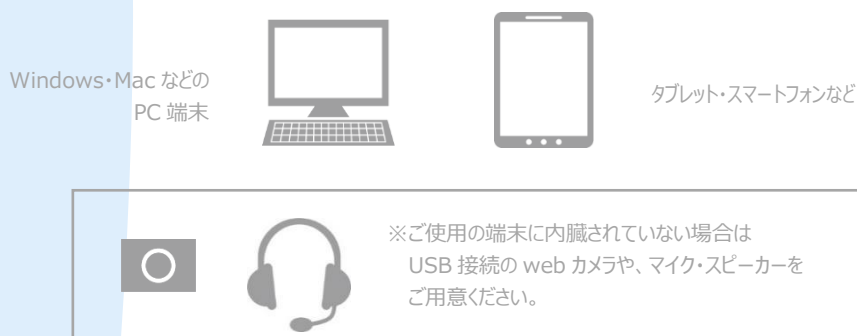 Windows・Mac などの
PC 端末
タブレット・スマートフォンなど
※ご使用の端末に内臓されていない場合は
USB 接続の web カメラや、マイク・スピーカーを
ご用意ください。